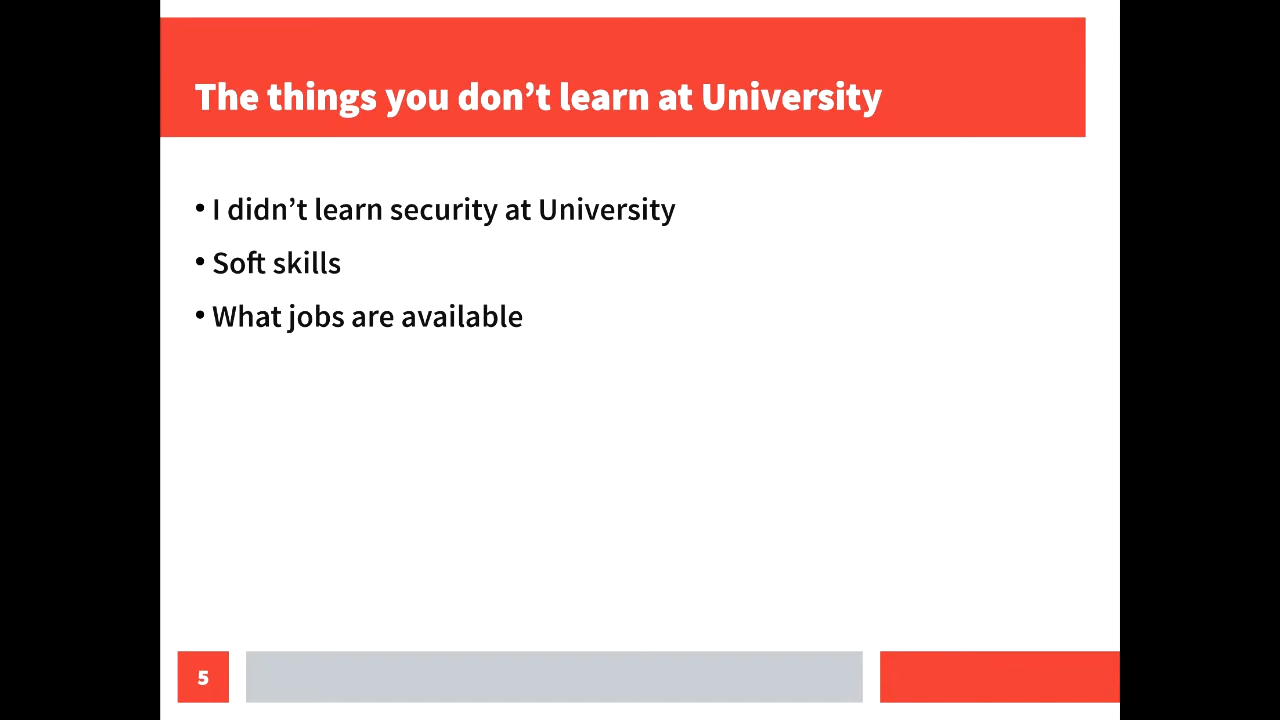 The things you don’t learn at University
• I didn’t learn security at University
• Soft skills
• What jobs are available
5